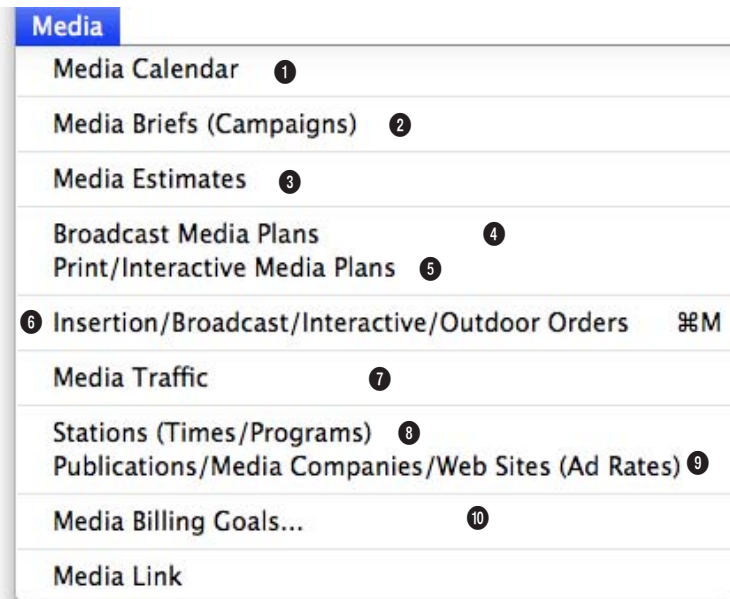 Media
Media Calendar 1
Media Briefs (Campaigns) 2
Media Estimates 3
Broadcast Media Plans 4
Print/Interactive Media Plans 5
6 Insertion/Broadcast/Interactive/Outdoor Orders ⌘M
Media Traffic 7
Stations (Times/Programs) 8
Publications/Media Companies/Web Sites (Ad Rates) 9
Media Billing Goals... 10
Media Link